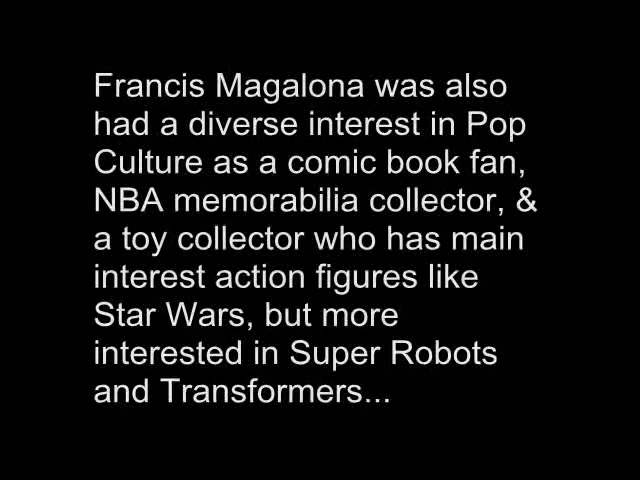 Francis Magalona was also
had a diverse interest in Pop
Culture as a comic book fan,
NBA memorabilia collector, &
a toy collector who has main
interest action figures like
Star Wars, but more
interested in Super Robots
and Transformers...